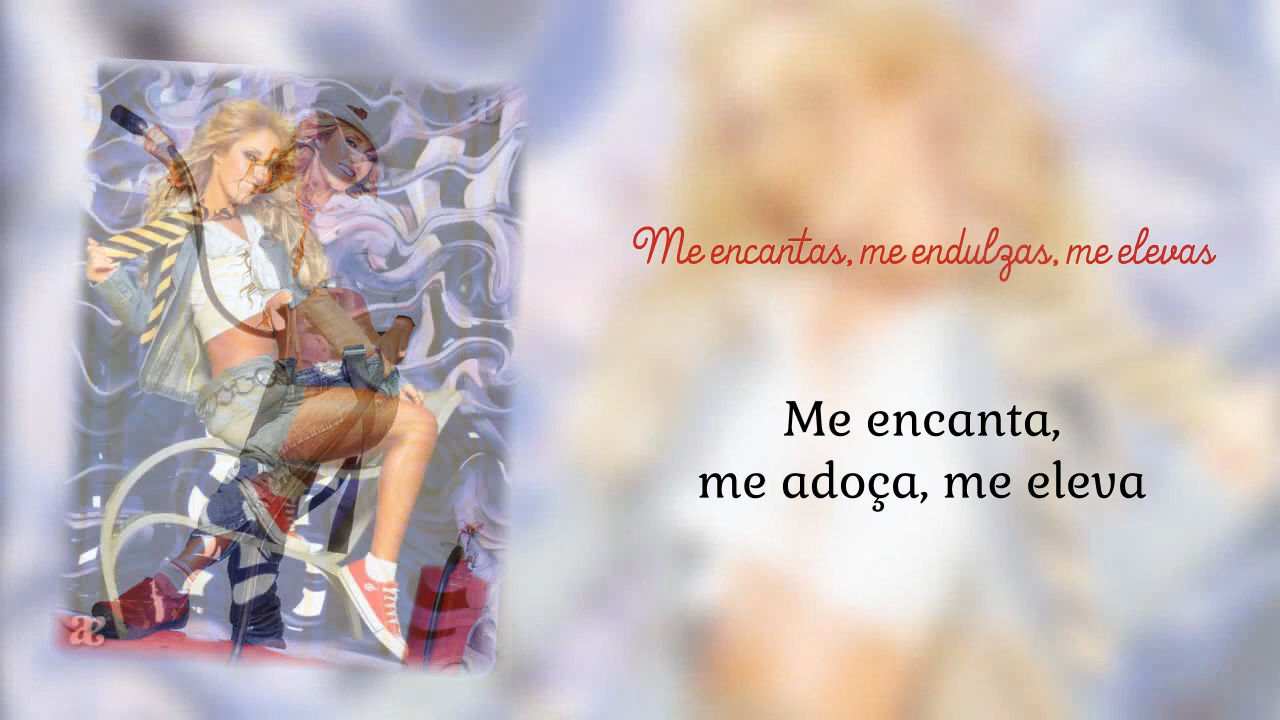 Me encantas, me endulzas, me elevas
Me encanta,
me adoça, me eleva
æ